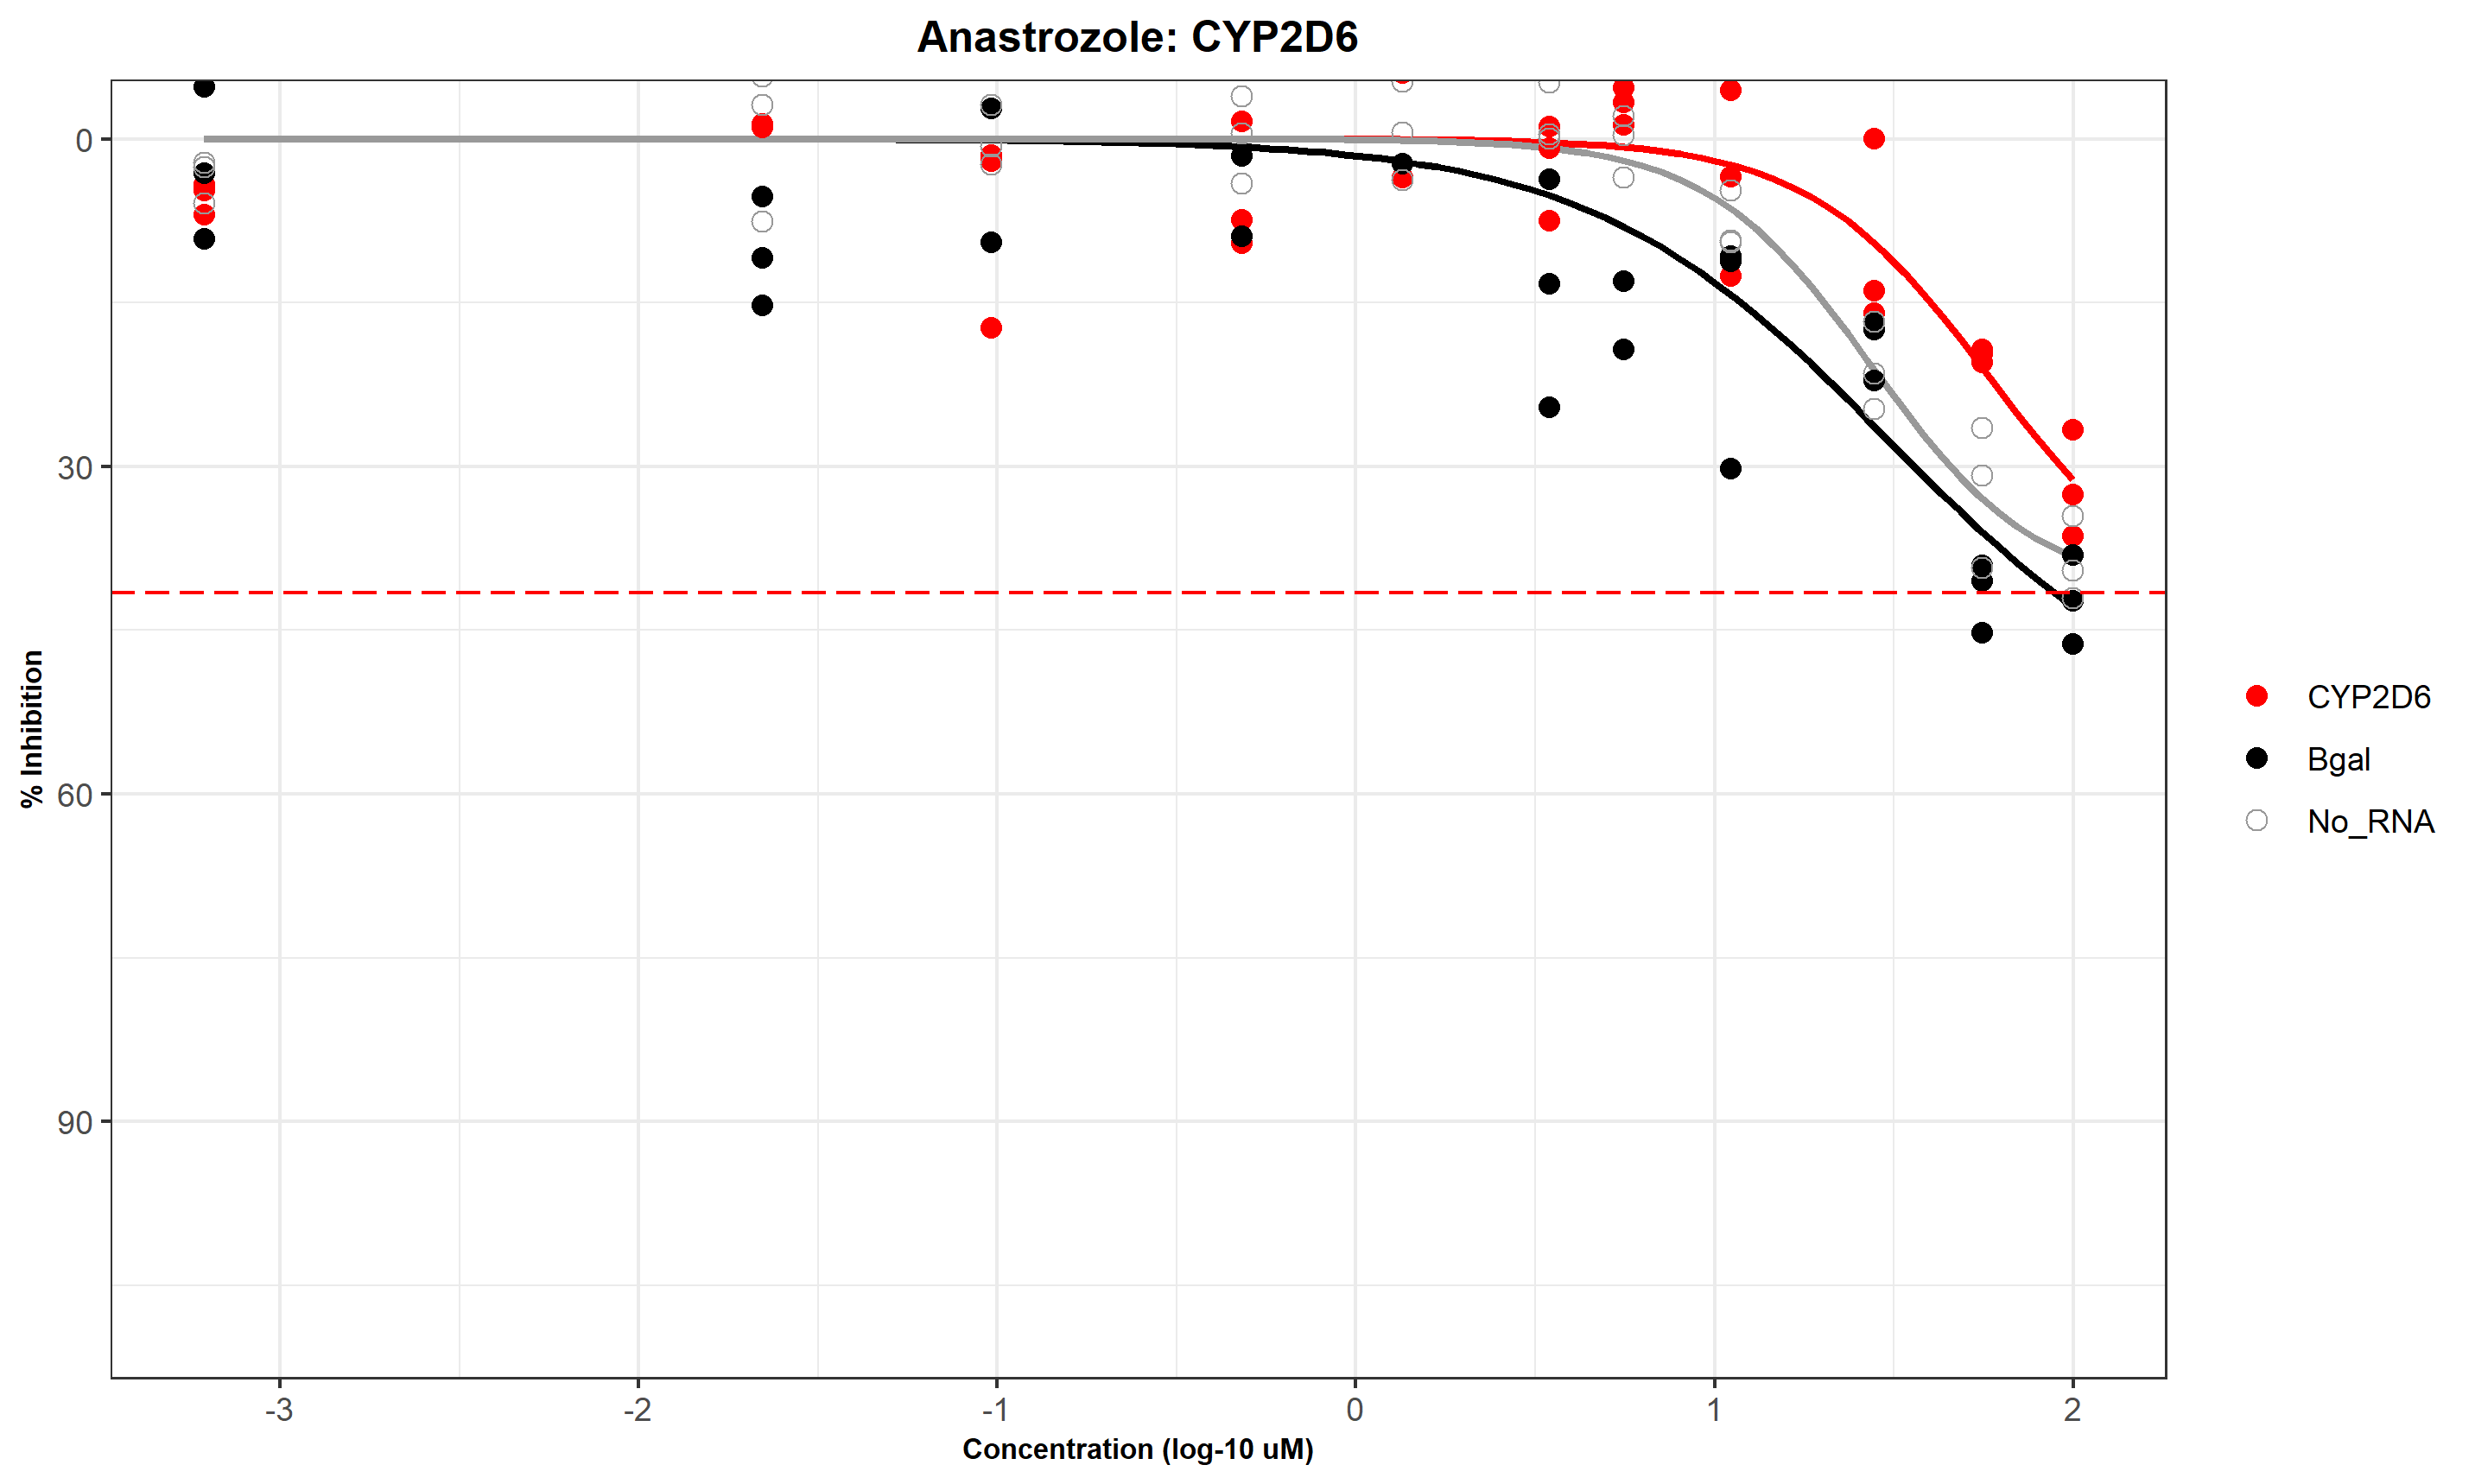 Anastrozole: CYP2D6
% Inhibition
0
30
60
90
-3
-2
-1
0
1
2
Concentration (log-10 uM)
CYP2D6
Bgal
No_RNA